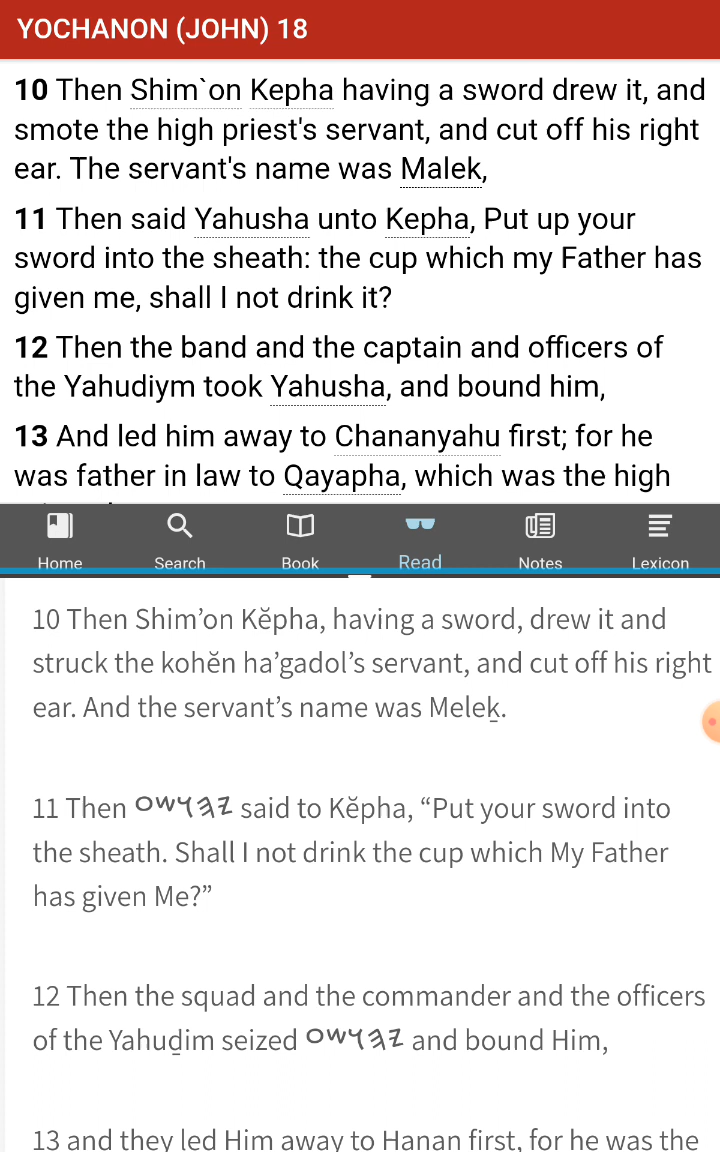 YOCHANON (JOHN) 18
10 Then Shim`on Kepha having a sword drew it, and
smote the high priest's servant, and cut off his right
ear. The servant's name was Malek,
11 Then said Yahusha unto Kepha, Put up your
sword into the sheath: the cup which my Father has
given me, shall I not drink it?
12 Then the band and the captain and officers of
the Yahudiym took Yahusha, and bound him,
13 And led him away to Chananyahu first; for he
was father in law to Qayapha, which was the high
Home Search Book Read Notes Lexicon
10 Then Shim’on Kĕpha, having a sword, drew it and
struck the kohĕn ha’gadol’s servant, and cut off his right
ear. And the servant’s name was Meleḵ.
11 Then 𐤉𐤄𐤅𐤔𐤏 said to Kĕpha, “Put your sword into
the sheath. Shall I not drink the cup which My Father
has given Me?”
12 Then the squad and the commander and the officers
of the Yahuḏim seized 𐤉𐤄𐤅𐤔𐤏 and bound Him,
13 and they led Him away to Hanan first, for he was the